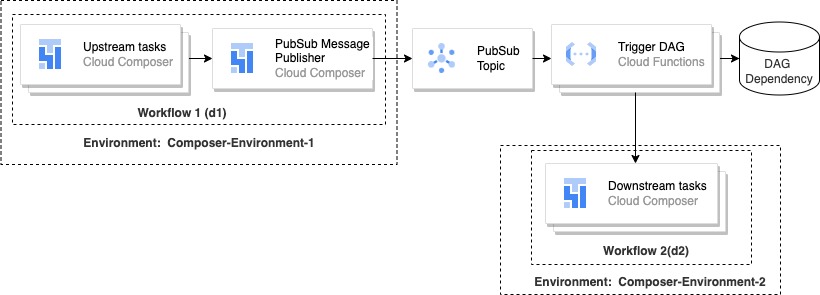 Upstream tasks
Cloud Composer
PubSub Message
Publisher
Cloud Composer
Workflow 1 (d1)
Environment:  Composer-Environment-1
PubSub
Topic
Trigger DAG
Cloud Functions
DAG
Dependency
Downstream tasks
Cloud Composer
Workflow 2(d2)
Environment:  Composer-Environment-2